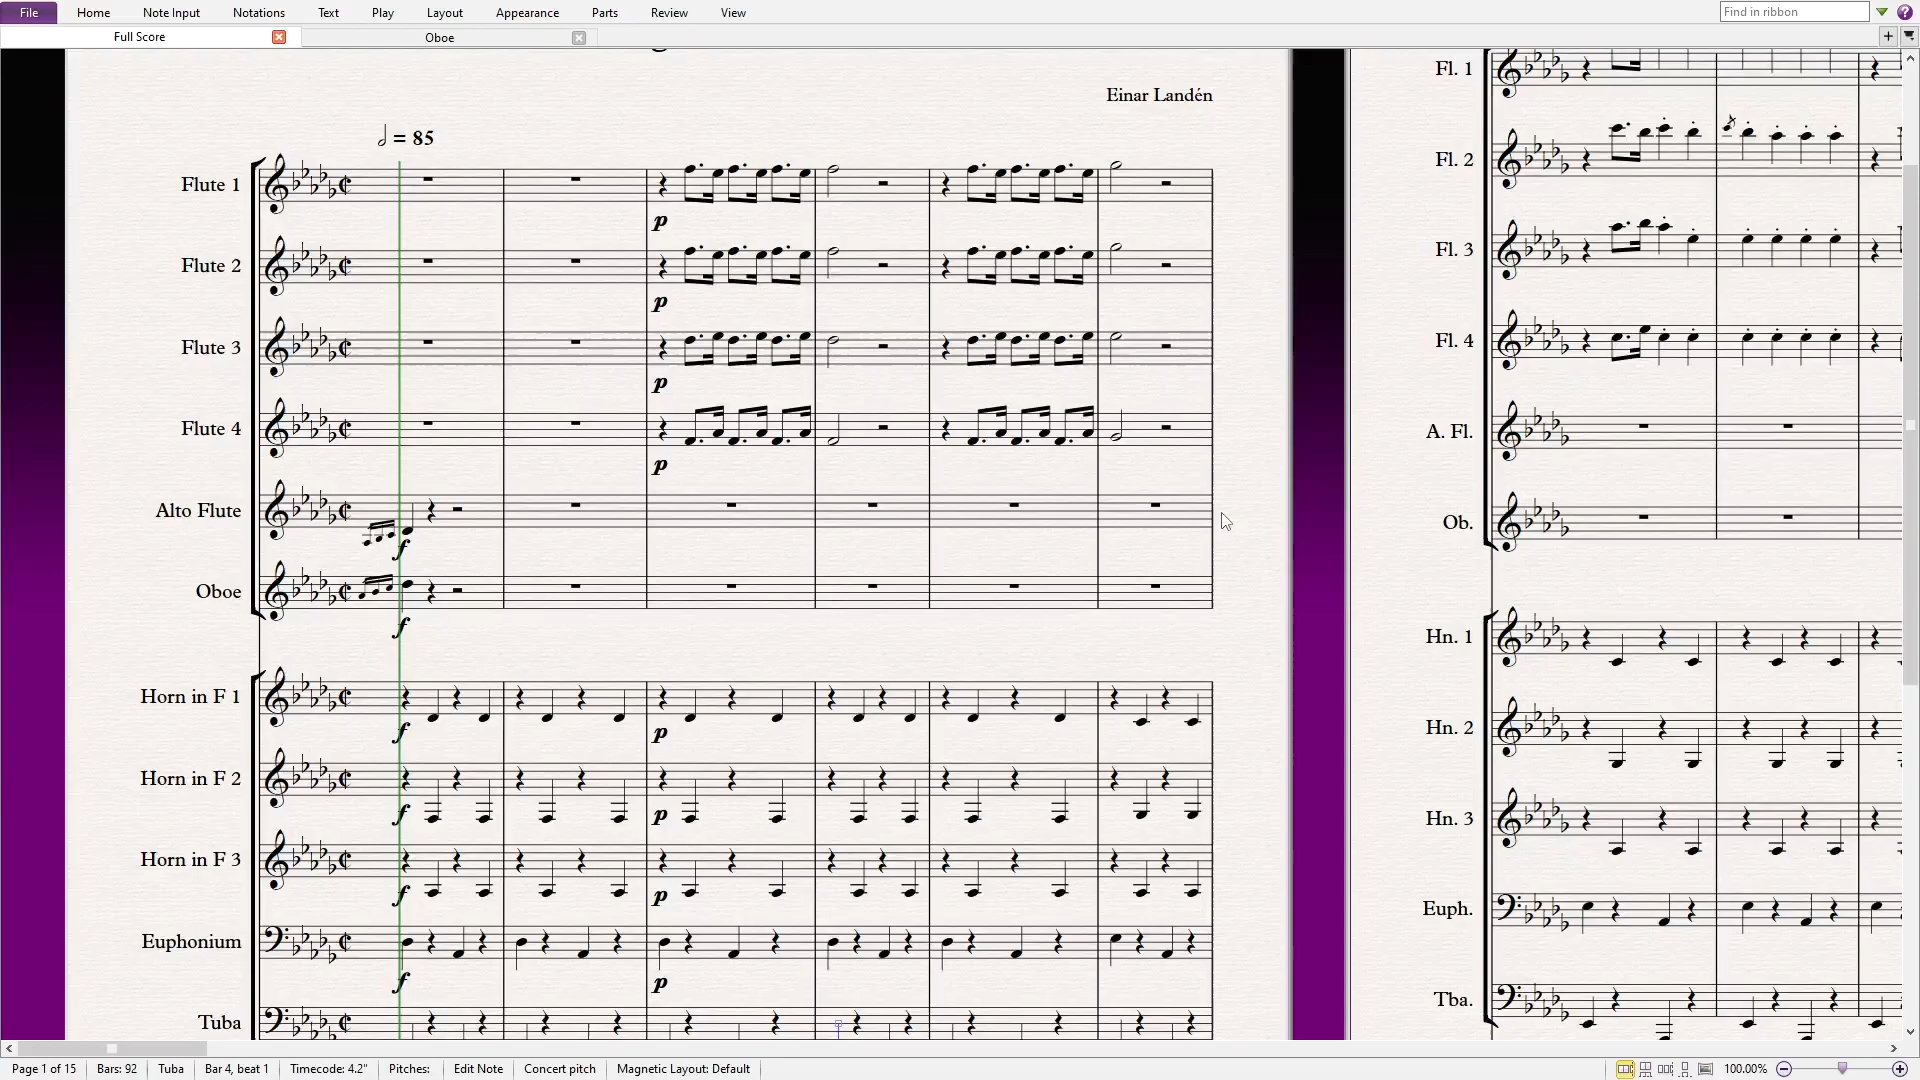 File Home Note Input Notations Text Play Layout Appearance Parts Review View Find in ribbon
Full Score Oboe
Einar Landén
= 85
Flute 1
Flute 2
Flute 3
Flute 4
Alto Flute
Oboe
Horn in F 1
Horn in F 2
Horn in F 3
Euphonium
Tuba
p
p
p
p
f
f
f p
f p
f p
f p
Fl. 1
Fl. 2
Fl. 3
Fl. 4
A. Fl.
Ob.
Hn. 1
Hn. 2
Hn. 3
Euph.
Tba.
Page 1 of 15 Bars: 92 Tuba Bar 4, beat 1 Timecode: 4.2" Pitches: Edit Note Concert pitch Magnetic Layout: Default 100.00%